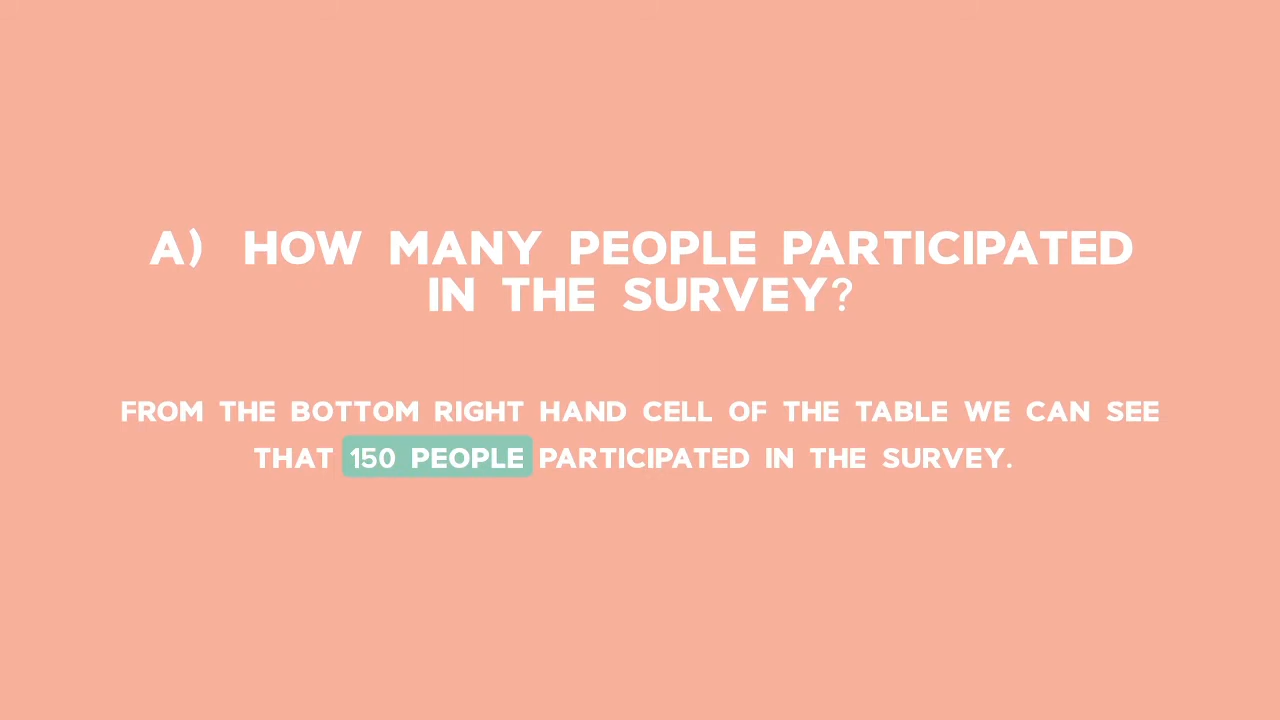 A) HOW MANY PEOPLE PARTICIPATED
IN THE SURVEY?
FROM THE BOTTOM RIGHT HAND CELL OF THE TABLE WE CAN SEE
THAT 150 PEOPLE PARTICIPATED IN THE SURVEY.